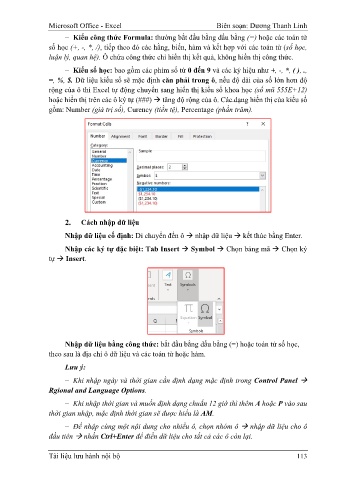 Microsoft Office - Excel Biên soạn: Dương Thanh Linh
− Kiểu công thức Formula: thường bắt đầu bằng dấu bằng (=) hoặc các toán tử
số học (+, -, *, /), tiếp theo đó các hằng, biến, hàm và kết hợp với các toán tử (số học,
luận lý, quan hệ). Ô chứa công thức chỉ hiển thị kết quả, không hiển thị công thức.
− Kiểu số học: bao gồm các phím số từ 0 đến 9 và các ký hiệu như +, -, *, ( ), .,
=, %, $. Dữ liệu kiểu số sẽ mặc định căn phải trong ô, nếu độ dài của số lớn hơn độ
rộng của ô thì Excel tự động chuyển sang hiển thị kiểu số khoa học (số mũ 555E+12)
hoặc hiển thị trên các ô ký tự (###) → tăng độ rộng của ô. Các dạng hiển thị của kiểu số
gồm: Number (giá trị số), Curency (tiền tệ), Percentage (phần trăm).
Format Cells ? ×
Number Alignment Font Border Fill Protection
Category:
General
Number
Currency
Accounting
Date
Time
Percentage
Fraction
Scientific
Text
Special
Custom
Sample
Decimal places: 2
Symbol: $
Negative numbers:
-$1,234.10
$1,234.10
($1,234.10)
($1,234.10)
2. Cách nhập dữ liệu
Nhập dữ liệu cố định: Di chuyển đến ô → nhập dữ liệu → kết thúc bằng Enter.
Nhập các ký tự đặc biệt: Tab Insert → Symbol → Chọn bảng mã → Chọn ký
tự → Insert.
Text Symbols
Equation Symbol
Symbols
Nhập dữ liệu bằng công thức: bắt đầu bằng dấu bằng (=) hoặc toán tử số học,
theo sau là địa chỉ ô dữ liệu và các toán tử hoặc hàm.
Lưu ý:
− Khi nhập ngày và thời gian cần định dạng mặc định trong Control Panel →
Rgional and Language Options.
− Khi nhập thời gian và muốn định dạng chuẩn 12 giờ thì thêm A hoặc P vào sau
thời gian nhập, mặc định thời gian sẽ được hiểu là AM.
− Để nhập cùng một nội dung cho nhiều ô, chọn nhóm ô → nhập dữ liệu cho ô
đầu tiên → nhấn Ctrl+Enter để điền dữ liệu cho tất cả các ô còn lại.
Tài liệu lưu hành nội bộ 113